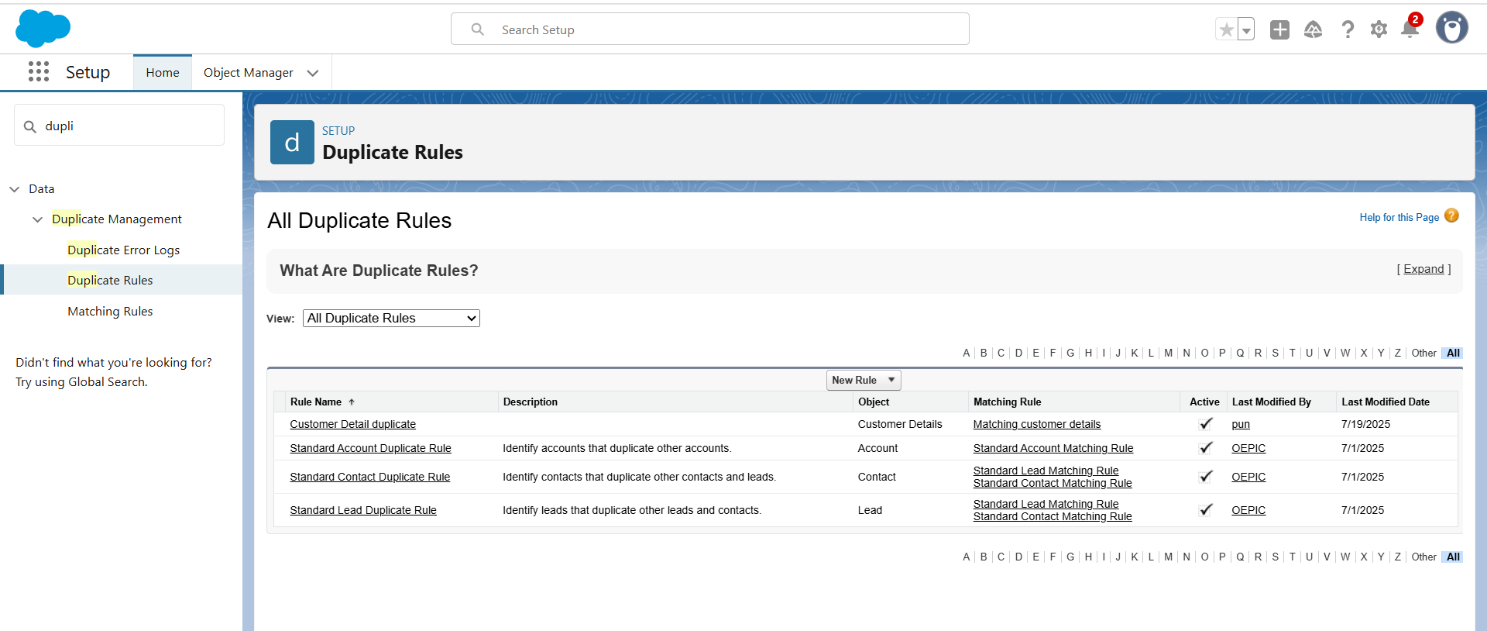 Search Setup
2
Setup
Home
Object Manager
dupli
Data
Duplicate Management
Duplicate Error Logs
Duplicate Rules
Matching Rules
Didn't find what you're looking for?
Try using Global Search.
d
SETUP
Duplicate Rules
All Duplicate Rules
Help for this Page ?
What Are Duplicate Rules?
[ Expand ]
View: All Duplicate Rules
A B C D E F G H I J K L M N O P Q R S T U V W X Y Z Other All
New Rule
Rule Name Description Object Matching Rule Active Last Modified By Last Modified Date
Customer Detail duplicate Customer Details Matching customer details pun 7/19/2025
Standard Account Duplicate Rule Identify accounts that duplicate other accounts. Account Standard Account Matching Rule OEPIC 7/1/2025
Standard Contact Duplicate Rule Identify contacts that duplicate other contacts and leads. Contact Standard Lead Matching Rule
Standard Contact Matching Rule OEPIC 7/1/2025
Standard Lead Duplicate Rule Identify leads that duplicate other leads and contacts. Lead Standard Lead Matching Rule
Standard Contact Matching Rule OEPIC 7/1/2025
A B C D E F G H I J K L M N O P Q R S T U V W X Y Z Other All